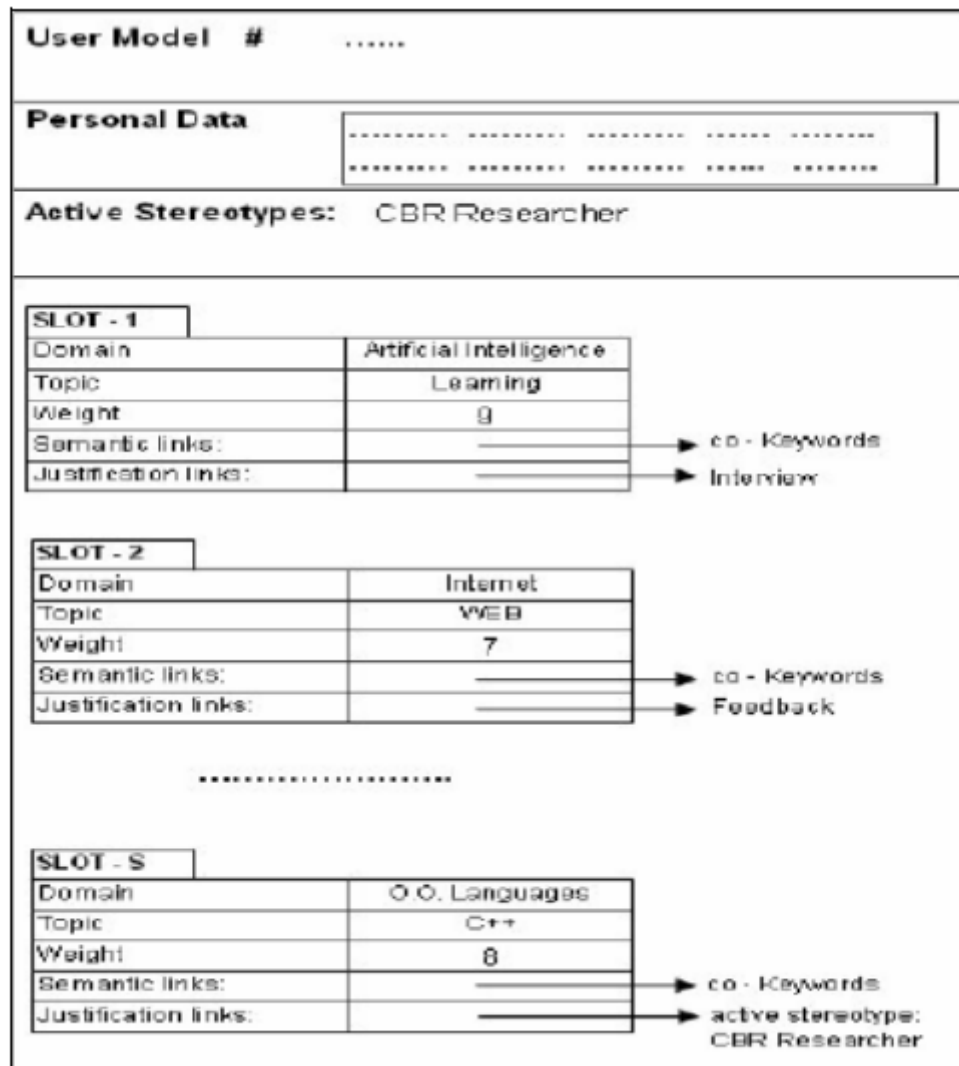 User Model # ......
Personal Data
......... ......... ......... ...... ........
......... ......... ......... ...... ........
Active Stereotypes: CBR Researcher
SLOT - 1
Domain Artificial Intelligence
Topic Learning
Weight 9
Semantic links: co - Keywords
Justification links: Interview
SLOT - 2
Domain Internet
Topic WEB
Weight 7
Semantic links: co - Keywords
Justification links: Feedback
........................
SLOT - S
Domain O.O. Languages
Topic C++
Weight 8
Semantic links: co - Keywords
Justification links: active stereotype:
CBR Researcher